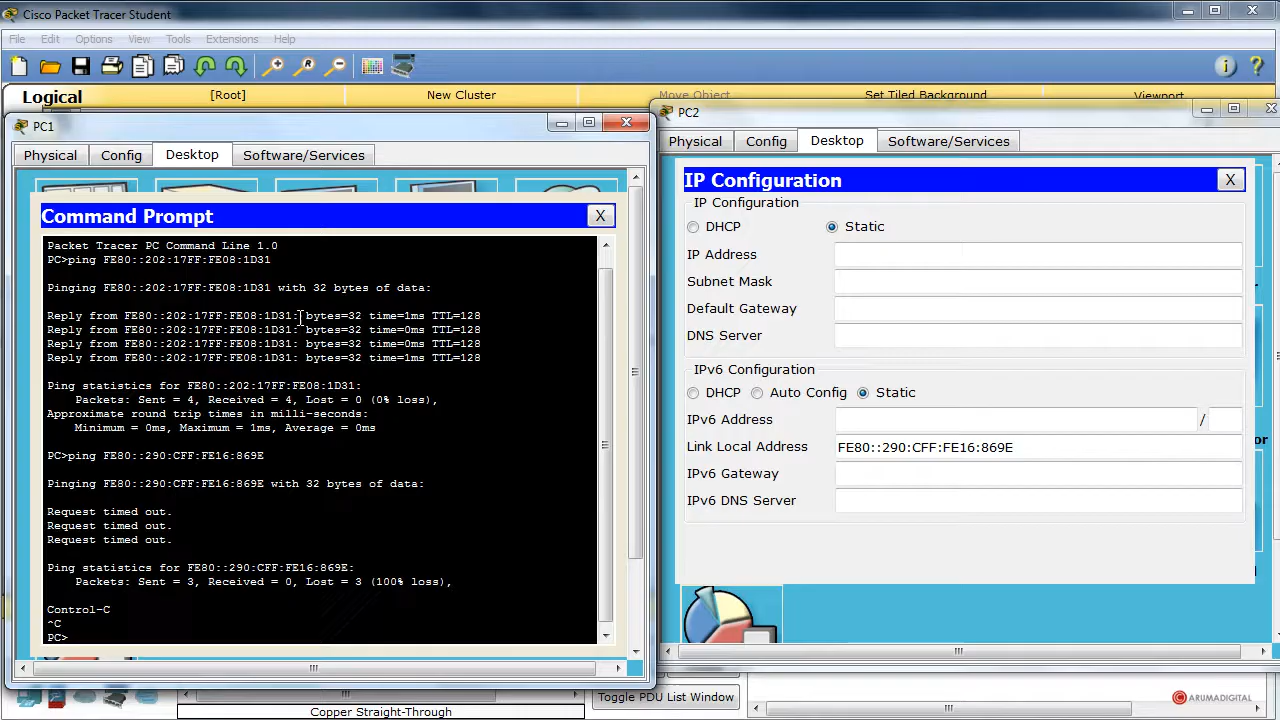 Cisco Packet Tracer Student
File Edit Options View Tools Extensions Help
Logical [Root] New Cluster Move Object Set Tiled Background Viewport
PC1
Physical Config Desktop Software/Services
Command Prompt X
Packet Tracer PC Command Line 1.0
PC>ping FE80::202:17FF:FE08:1D31
Pinging FE80::202:17FF:FE08:1D31 with 32 bytes of data:
Reply from FE80::202:17FF:FE08:1D31: bytes=32 time=1ms TTL=128
Reply from FE80::202:17FF:FE08:1D31: bytes=32 time=0ms TTL=128
Reply from FE80::202:17FF:FE08:1D31: bytes=32 time=0ms TTL=128
Reply from FE80::202:17FF:FE08:1D31: bytes=32 time=1ms TTL=128
Ping statistics for FE80::202:17FF:FE08:1D31:
Packets: Sent = 4, Received = 4, Lost = 0 (0% loss),
Approximate round trip times in milli-seconds:
Minimum = 0ms, Maximum = 1ms, Average = 0ms
PC>ping FE80::290:CFF:FE16:869E
Pinging FE80::290:CFF:FE16:869E with 32 bytes of data:
Request timed out.
Request timed out.
Request timed out.
Ping statistics for FE80::290:CFF:FE16:869E:
Packets: Sent = 3, Received = 0, Lost = 3 (100% loss),
Control-C
^C
PC>
PC2
Physical Config Desktop Software/Services
IP Configuration X
IP Configuration
DHCP Static
IP Address
Subnet Mask
Default Gateway
DNS Server
IPv6 Configuration
DHCP Auto Config Static
IPv6 Address /
Link Local Address FE80::290:CFF:FE16:869E
IPv6 Gateway
IPv6 DNS Server
or
Toggle PDU List Window
Copper Straight-Through
ARUMADIGITAL